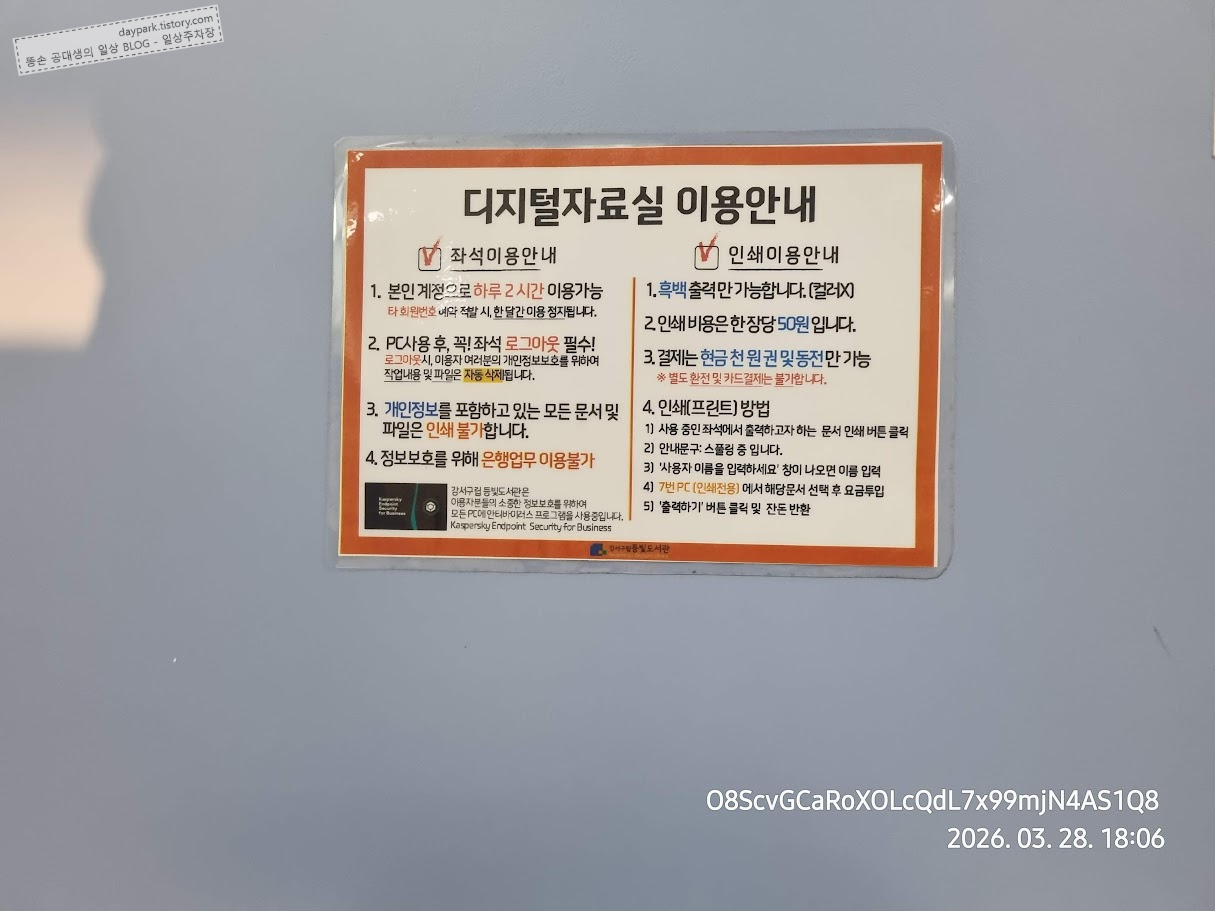 daypark.tistory.com
똥손 공대생의 일상 BLOG - 일상주차장
디지털자료실 이용안내
좌석이용안내
1. 본인 계정으로 하루 2시간 이용가능
타 회원번호 예약 적발 시, 한 달간 이용 정지됩니다.
2. PC사용 후, 꼭! 좌석 로그아웃 필수!
로그아웃시, 이용자 여러분의 개인정보보호를 위하여
작업내용 및 파일은 자동 삭제됩니다.
3. 개인정보를 포함하고 있는 모든 문서 및
파일은 인쇄 불가합니다.
4. 정보보호를 위해 은행업무 이용불가
Kaspersky
Endpoint
Security
for Business
강서구립 등빛도서관은
이용자분들의 소중한 정보보호를 위하여
모든 PC에 안티바이러스 프로그램을 사용중입니다.
Kaspersky Endpoint Security for Business
인쇄이용안내
1. 흑백 출력만 가능합니다. (컬러X)
2. 인쇄 비용은 한 장당 50원 입니다.
3. 결제는 현금 천 원 권 및 동전만 가능
※ 별도 환전 및 카드결제는 불가합니다.
4. 인쇄(프린트) 방법
1) 사용 중인 좌석에서 출력하고자 하는 문서 인쇄 버튼 클릭
2) 안내문구: 스풀링 중 입니다.
3) '사용자 이름을 입력하세요' 창이 나오면 이름 입력
4) 7번 PC (인쇄전용) 에서 해당문서 선택 후 요금투입
5) '출력하기' 버튼 클릭 및 잔돈 반환
강서구립등빛도서관
O8ScvGCaRoXOLcQdL7x99mjN4AS1Q8
2026. 03. 28. 18:06